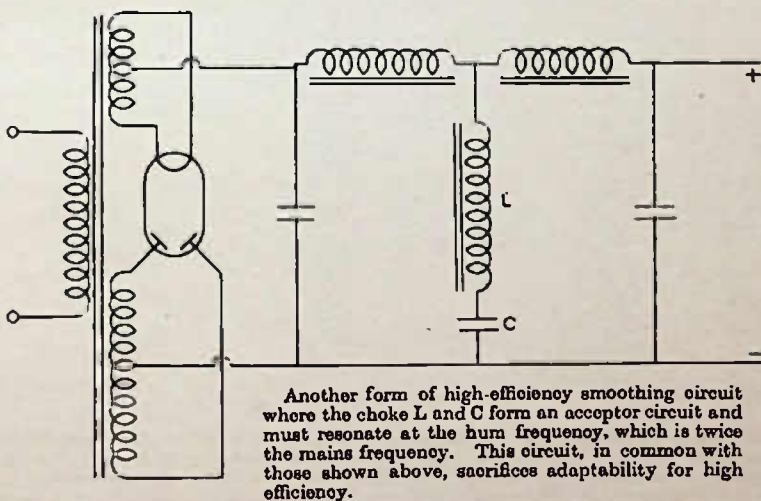 +
L
C
–
Another form of high-efficiency smoothing circuit
where the choke L and C form an acceptor circuit and
must resonate at the hum frequency, which is twice
the mains frequency. This circuit, in common with
those shown above, sacrifices adaptability for high
efficiency.